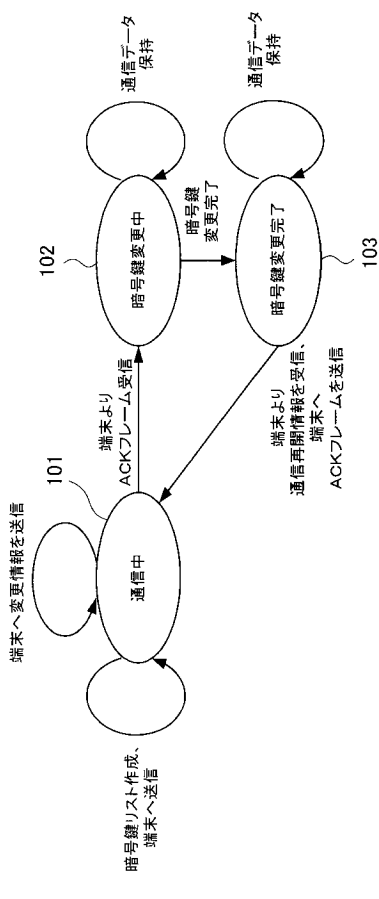 端末へ変更情報を送信
101
通信中
暗号鍵リスト作成、
端末へ送信
端末より
ACKフレーム受信
102
暗号鍵変更中
通信データ
保持
暗号鍵
変更完了
暗号鍵変更完了
103
通信データ
保持
端末より
通信再開情報を受信、
端末へ
ACKフレームを送信